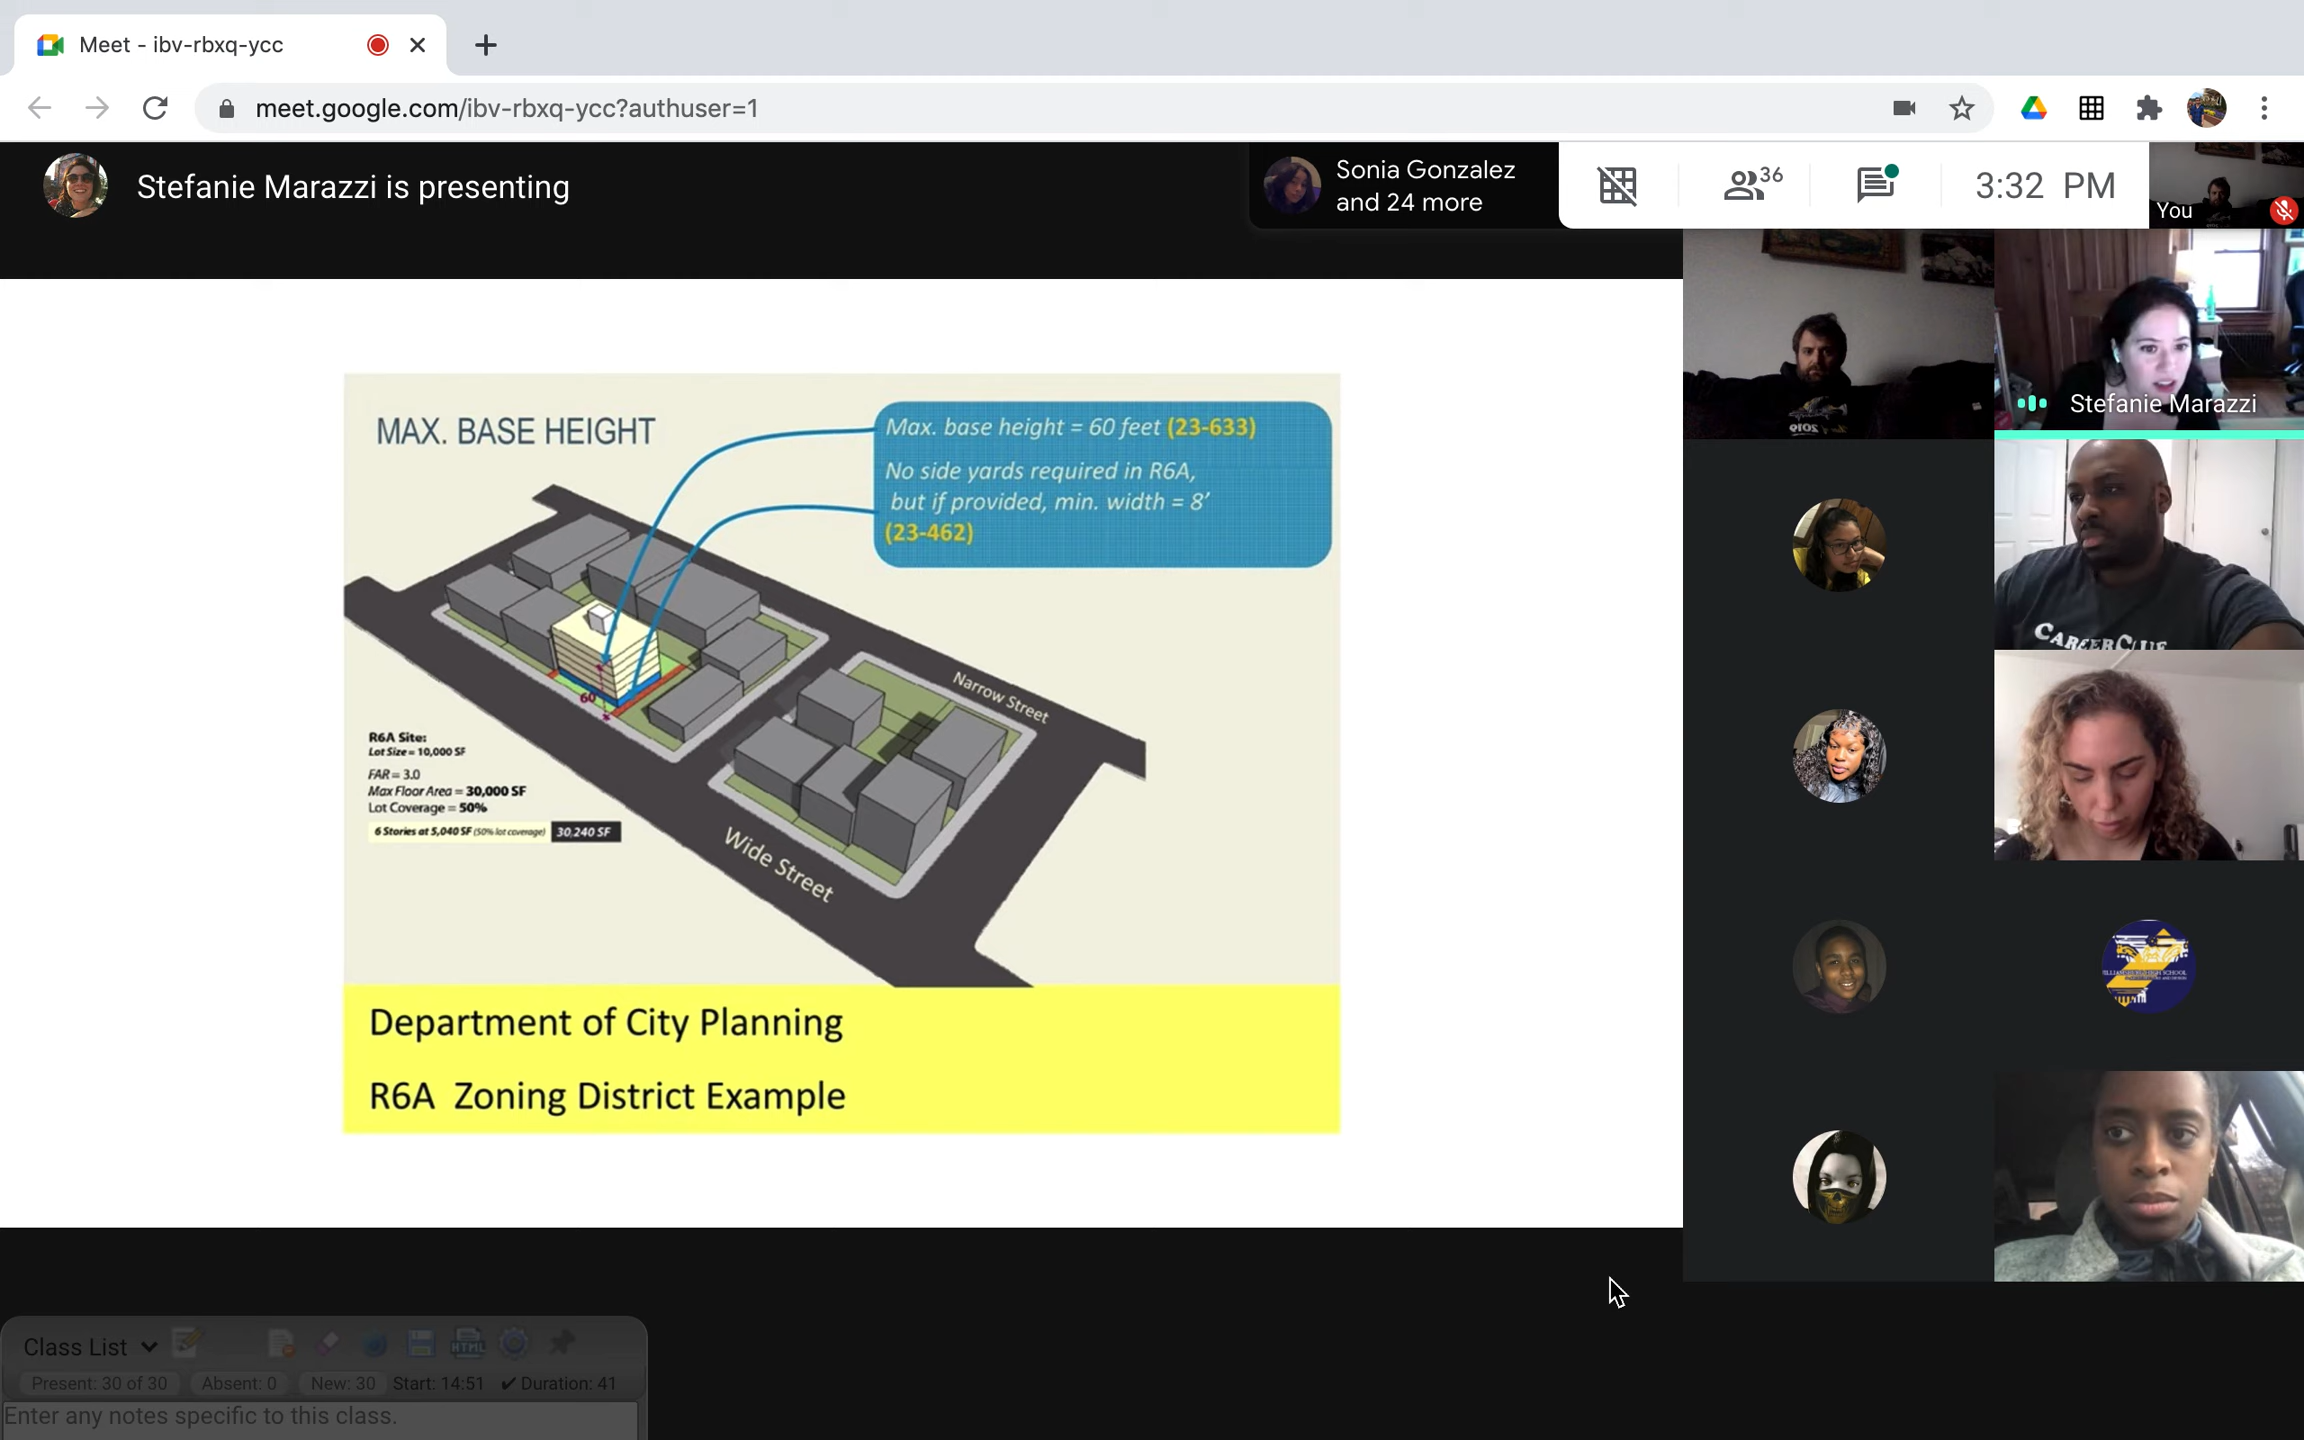 Meet - ibv-rbxq-ycc
meet.google.com/ibv-rbxq-ycc?authuser=1
Stefanie Marazzi is presenting
Sonia Gonzalez
and 24 more
36
3:32 PM
You
MAX. BASE HEIGHT
Max. base height = 60 feet (23-633)
No side yards required in R6A,
but if provided, min. width = 8'
(23-462)
60'
Narrow Street
Wide Street
R6A Site:
Lot Size = 10,000 SF
FAR = 3.0
Max Floor Area = 30,000 SF
Lot Coverage = 50%
6 Stories at 5,040 SF (50% lot coverage) 30,240 SF
Department of City Planning
R6A Zoning District Example
Stefanie Marazzi
Class List
HTML
Present: 30 of 30 Absent: 0 New: 30 Start: 14:51 ✔ Duration: 41
Enter any notes specific to this class.